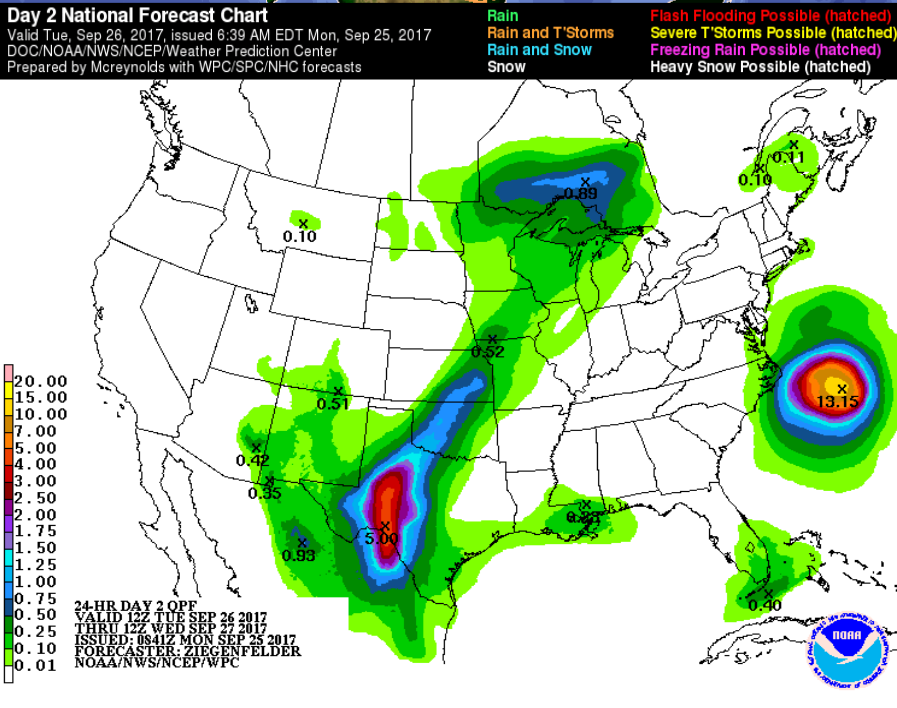 Day 2 National Forecast Chart
Valid Tue, Sep 26, 2017, issued 6:39 AM EDT Mon, Sep 25, 2017
DOC/NOAA/NWS/NCEP/Weather Prediction Center
Prepared by Mcreynolds with WPC/SPC/NHC forecasts
Rain
Rain and T'Storms
Rain and Snow
Snow
Flash Flooding Possible (hatched)
Severe T'Storms Possible (hatched)
Freezing Rain Possible (hatched)
Heavy Snow Possible (hatched)
0.11
0.10
0.89
0.10
0.52
0.51
13.15
0.42
0.35
5.00
0.93
0.40
20.00
15.00
10.00
7.00
5.00
4.00
3.00
2.50
2.00
1.75
1.50
1.25
1.00
0.75
0.50
0.25
0.10
0.01
24-HR DAY 2 QPF
VALID 12Z TUE SEP 26 2017
THRU 12Z WED SEP 27 2017
ISSUED: 0841Z MON SEP 25 2017
FORECASTER: ZIEGENFELDER
NOAA/NWS/NCEP/WPC
NOAA